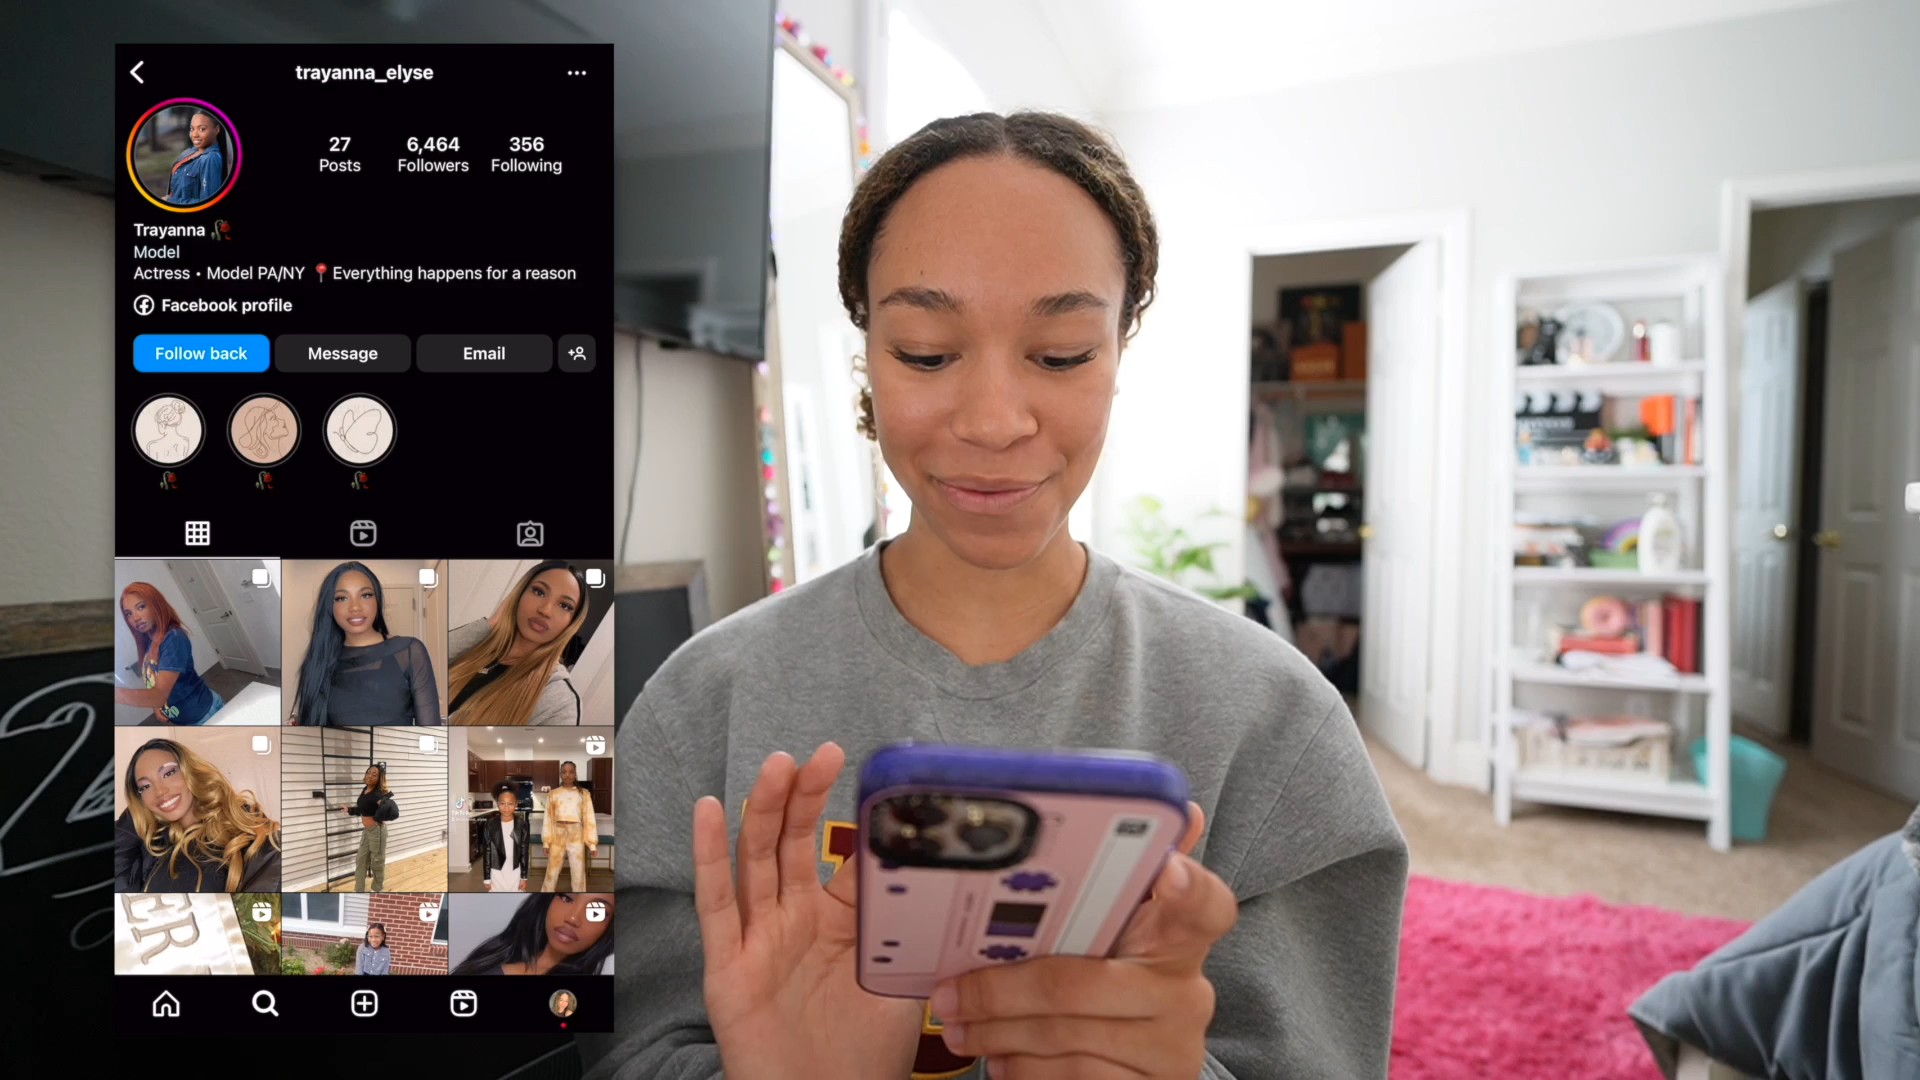 trayanna_elyse
27 6,464 356
Posts Followers Following
Trayanna
Model
Actress • Model PA/NY 📍Everything happens for a reason
Facebook profile
Follow back Message Email
ER